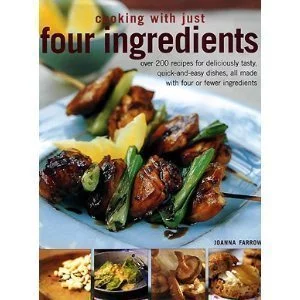 cooking with just
four ingredients
over 200 recipes for deliciously tasty,
quick-and-easy dishes, all made
with four or fewer ingredients
JOANNA FARROW